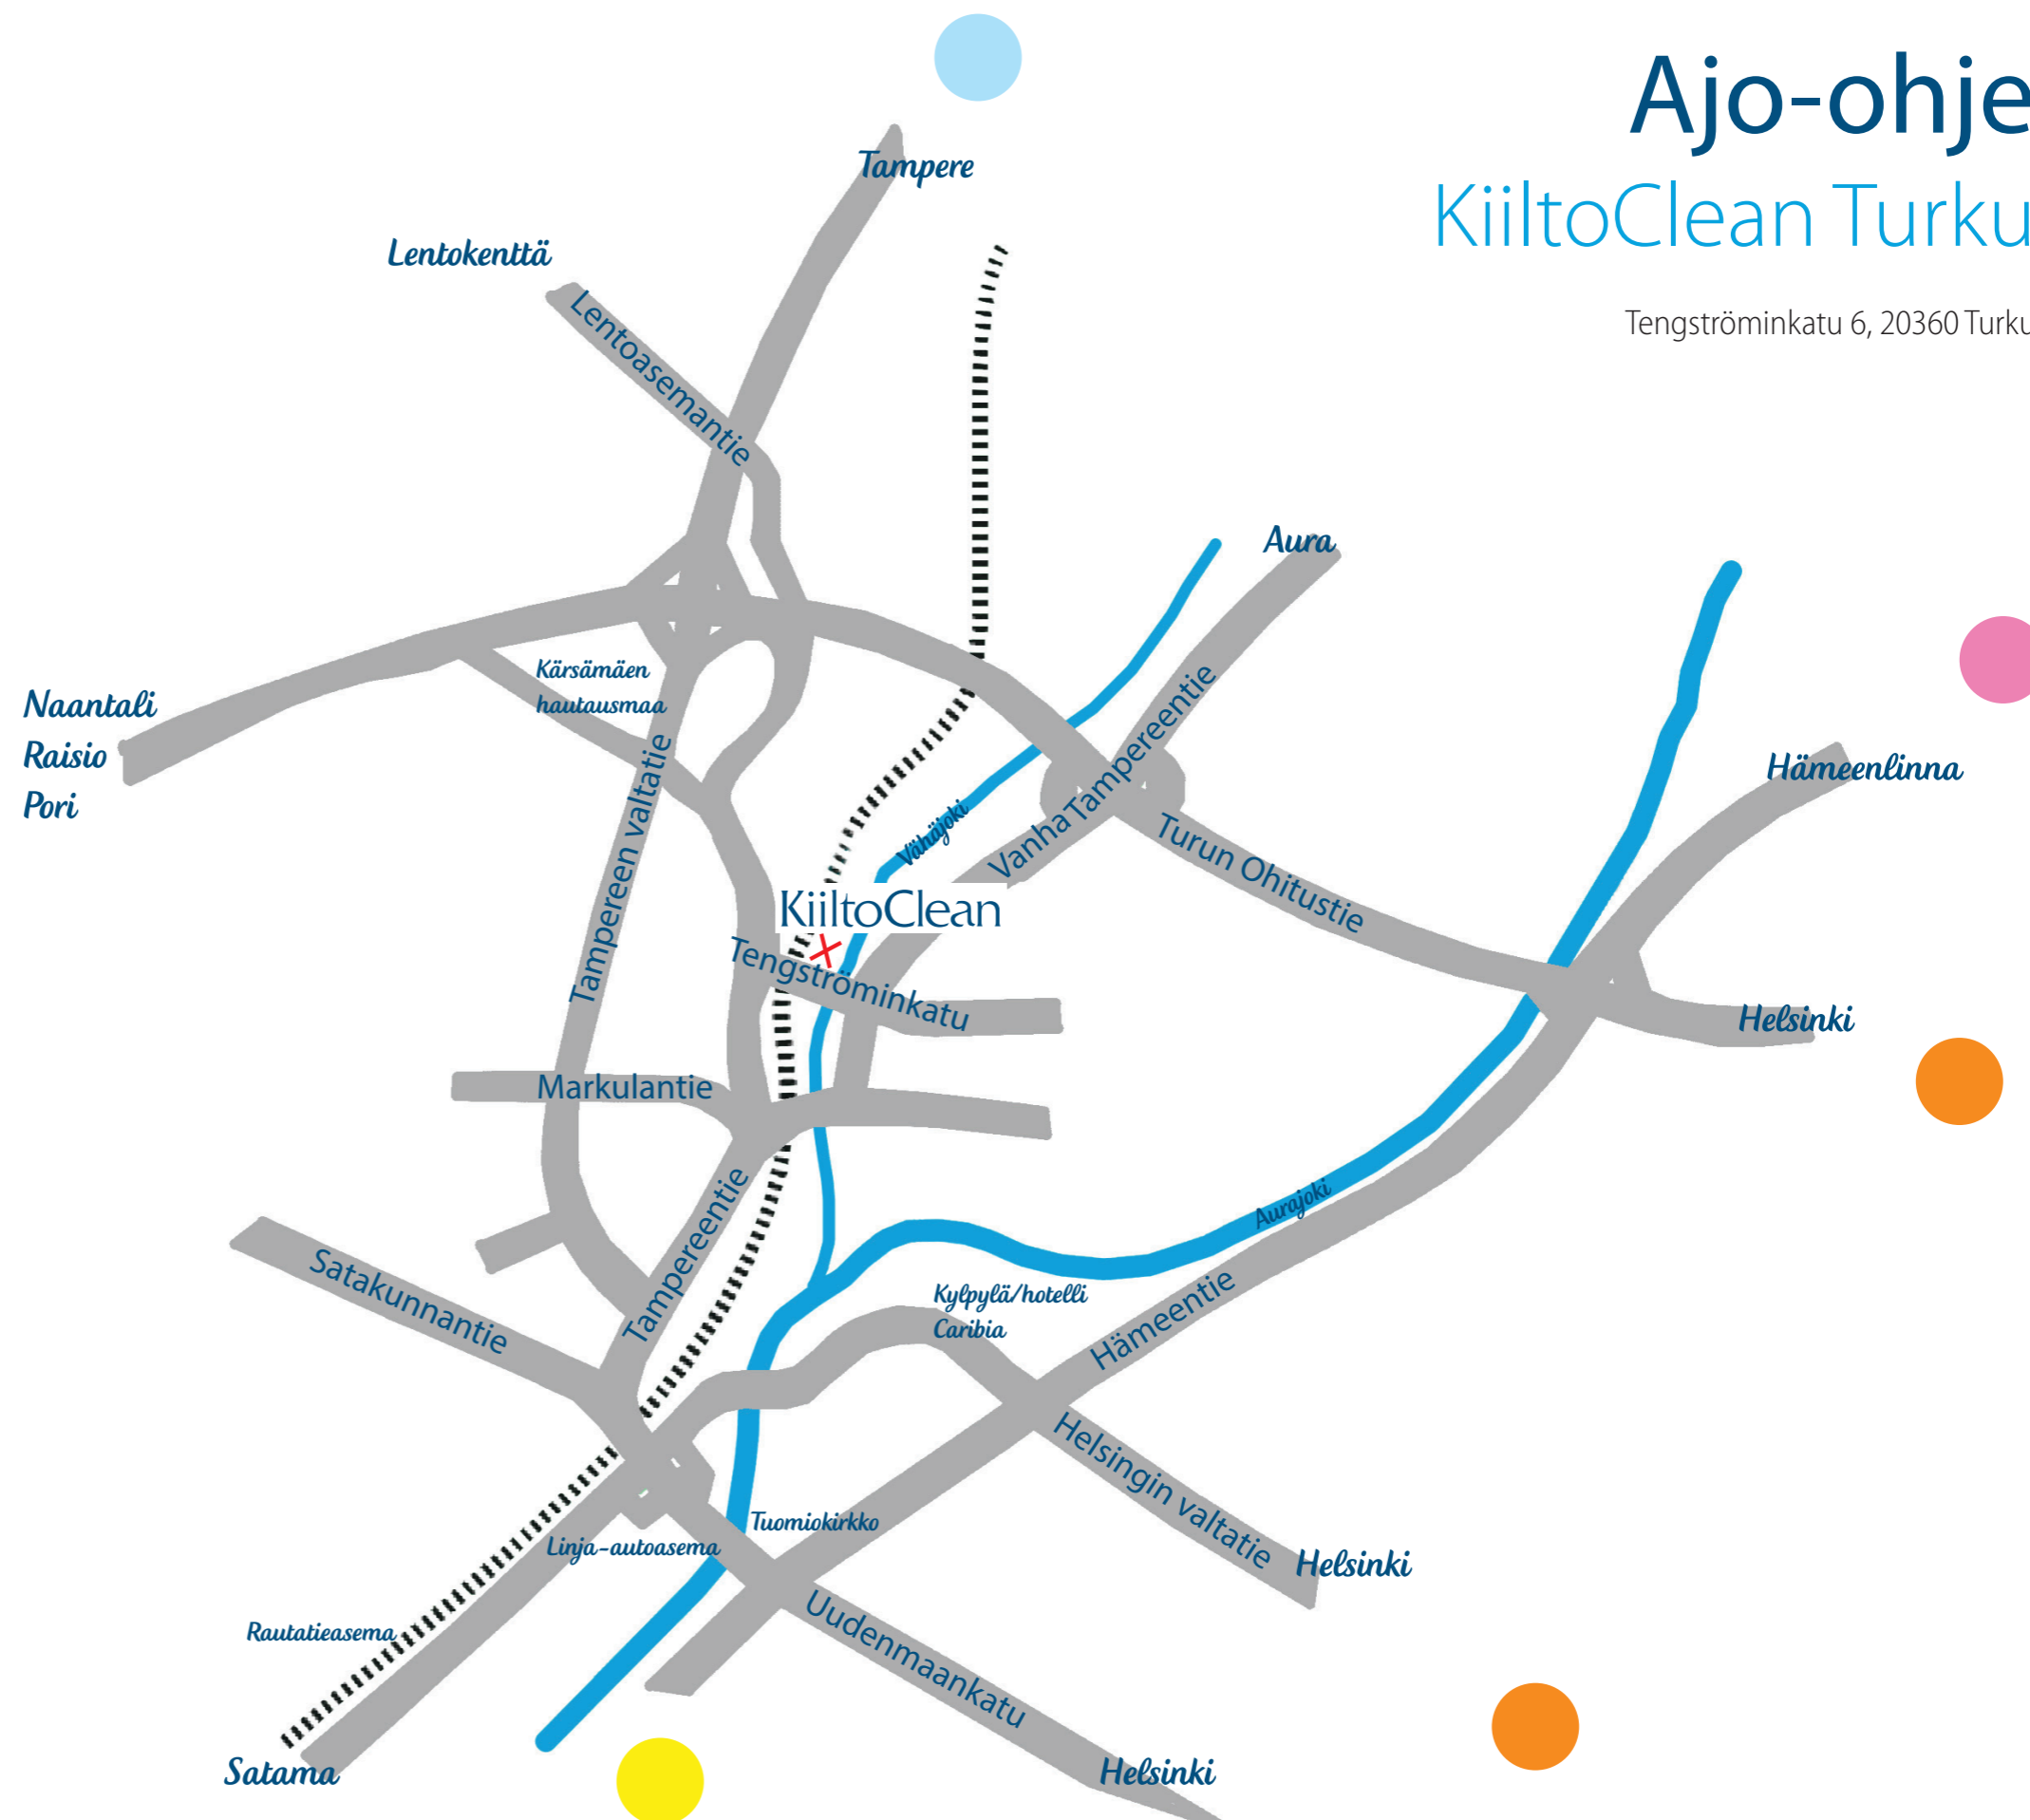 Ajo-ohje
KiiltoClean Turku
Tengströminkatu 6, 20360 Turku
Tampere
Lentokenttä
Lentoasemantie
Aura
Kärsämäen
hautausmaa
Naantali
Raisio
Pori
Tampereen valtatie
Vanha Tampereentie
Hämeenlinna
Vähäjoki
Turun Ohitustie
KiiltoClean
Tengströminkatu
Helsinki
Markulantie
Tampereentie
Aurajoki
Satakunnantie
Kylpylä/hotelli
Caribia
Hämeentie
Helsingin valtatie
Tuomiokirkko
Linja-autoasema
Helsinki
Rautatieasema
Uudenmaankatu
Satama
Helsinki